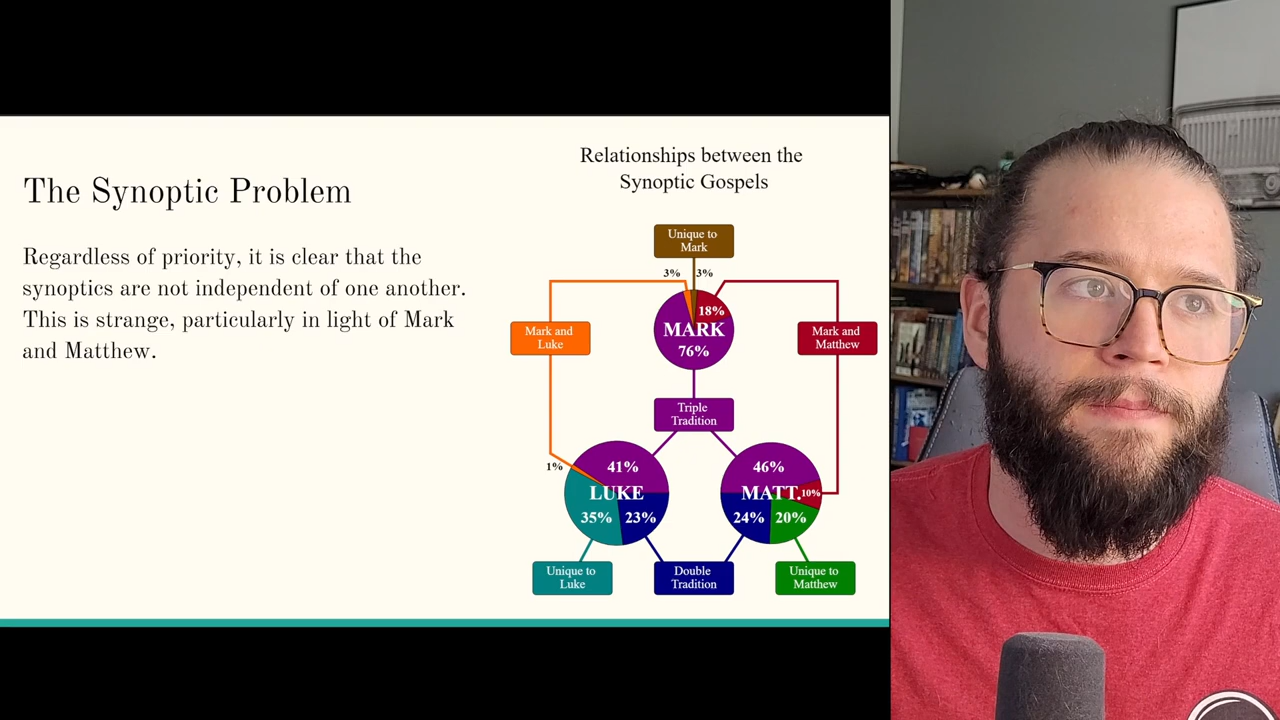 The Synoptic Problem
Regardless of priority, it is clear that the
synoptics are not independent of one another.
This is strange, particularly in light of Mark
and Matthew.
Relationships between the
Synoptic Gospels
Unique to
Mark
3%
3%
18%
MARK
76%
Mark and
Luke
Mark and
Matthew
Triple
Tradition
1%
41%
LUKE
35%
23%
46%
MATT.
10%
24%
20%
Unique to
Luke
Double
Tradition
Unique to
Matthew